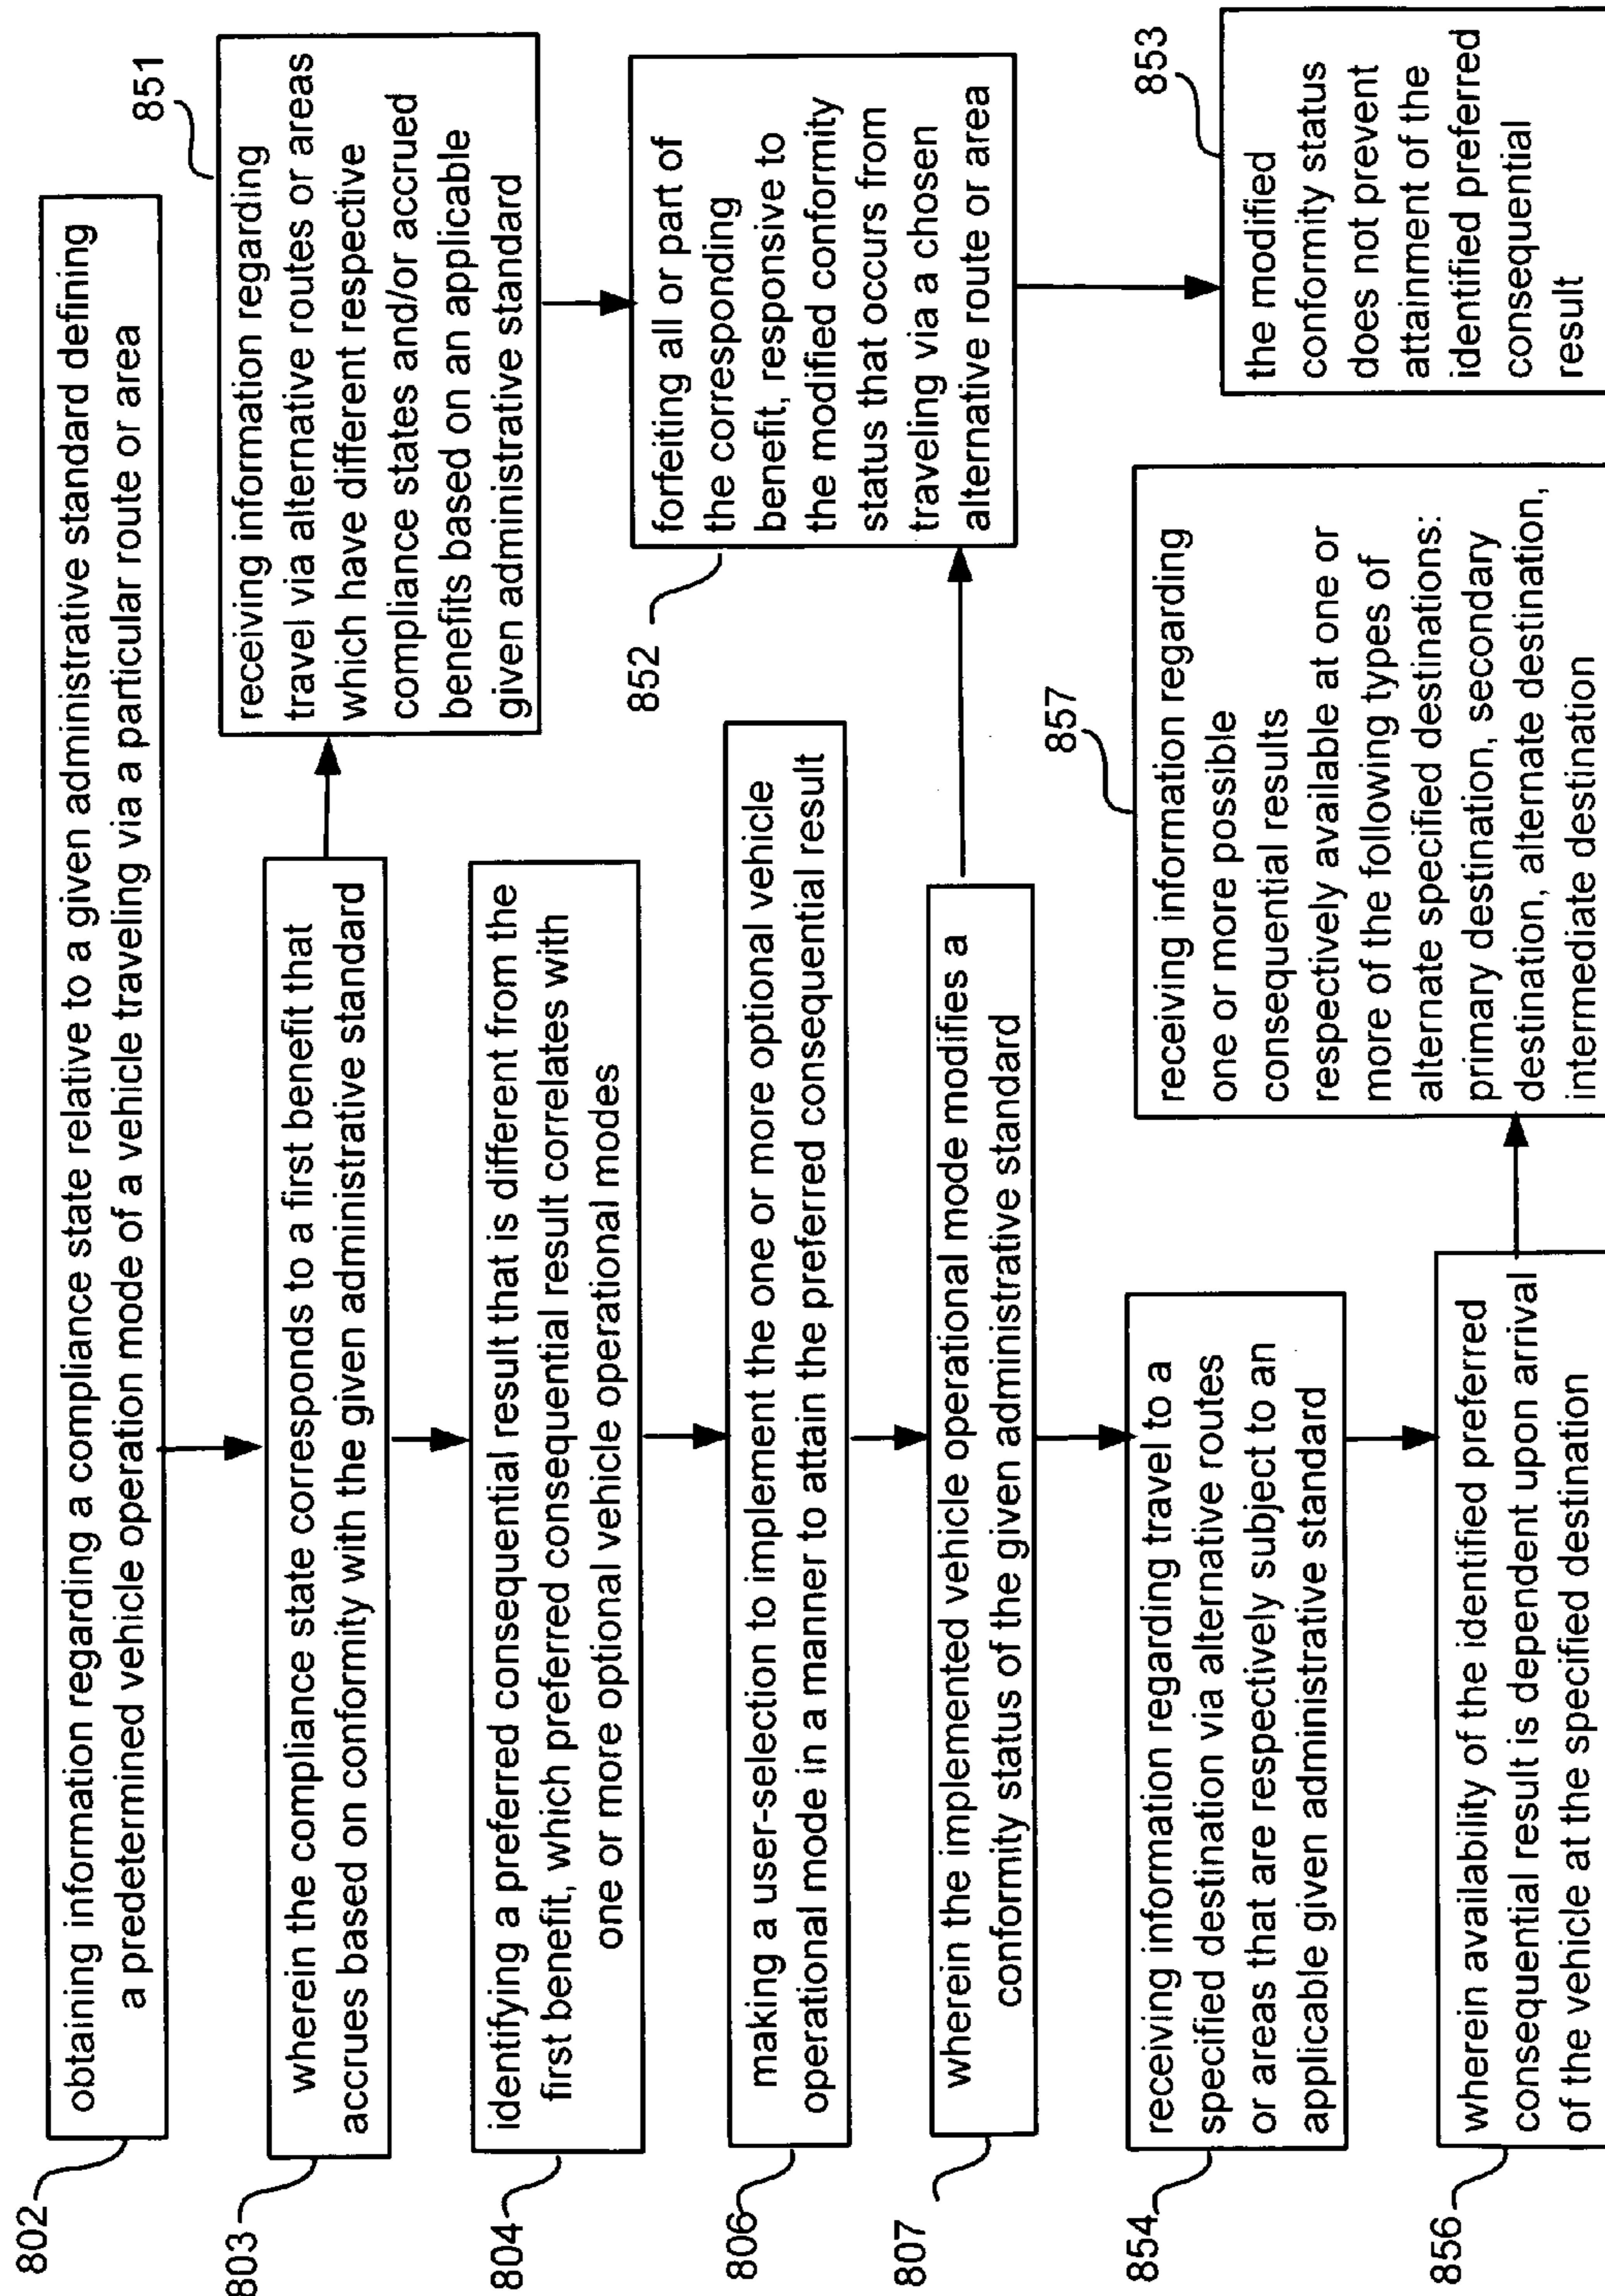 802
obtaining information regarding a compliance state relative to a given administrative standard defining
a predetermined vehicle operation mode of a vehicle traveling via a particular route or area
803
wherein the compliance state corresponds to a first benefit that
accrues based on conformity with the given administrative standard
851
receiving information regarding
travel via alternative routes or areas
which have different respective
compliance states and/or accrued
benefits based on an applicable
given administrative standard
804
identifying a preferred consequential result that is different from the
first benefit, which preferred consequential result correlates with
one or more optional vehicle operational modes
852
forfeiting all or part of
the corresponding
benefit, responsive to
the modified conformity
status that occurs from
traveling via a chosen
alternative route or area
806
making a user-selection to implement the one or more optional vehicle
operational mode in a manner to attain the preferred consequential result
807
wherein the implemented vehicle operational mode modifies a
conformity status of the given administrative standard
853
the modified
conformity status
does not prevent
attainment of the
identified preferred
consequential
result
854
receiving information regarding travel to a
specified destination via alternative routes
or areas that are respectively subject to an
applicable given administrative standard
857
receiving information regarding
one or more possible
consequential results
respectively available at one or
more of the following types of
alternate specified destinations:
primary destination, secondary
destination, alternate destination,
intermediate destination
856
wherein availability of the identified preferred
consequential result is dependent upon arrival
of the vehicle at the specified destination